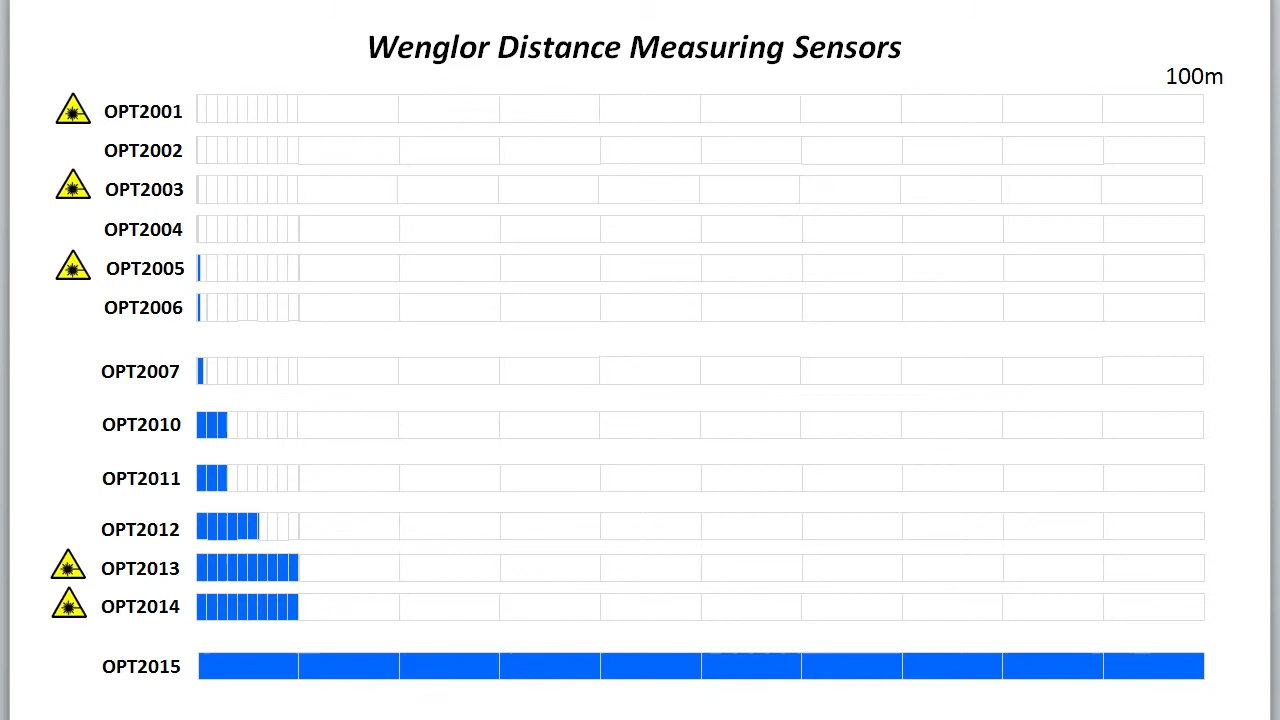 Wenglor Distance Measuring Sensors
100m
OPT2001
OPT2002
OPT2003
OPT2004
OPT2005
OPT2006
OPT2007
OPT2010
OPT2011
OPT2012
OPT2013
OPT2014
OPT2015